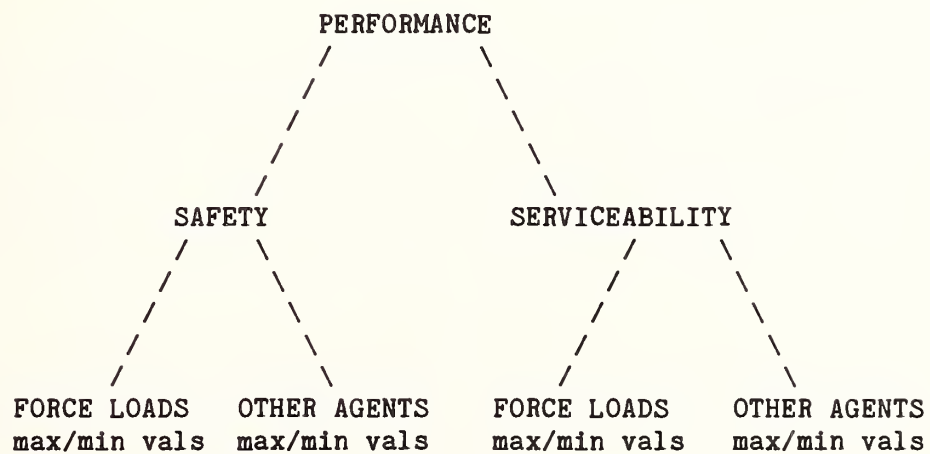 PERFORMANCE
SAFETY SERVICEABILITY
FORCE LOADS OTHER AGENTS FORCE LOADS OTHER AGENTS
max/min vals max/min vals max/min vals max/min vals